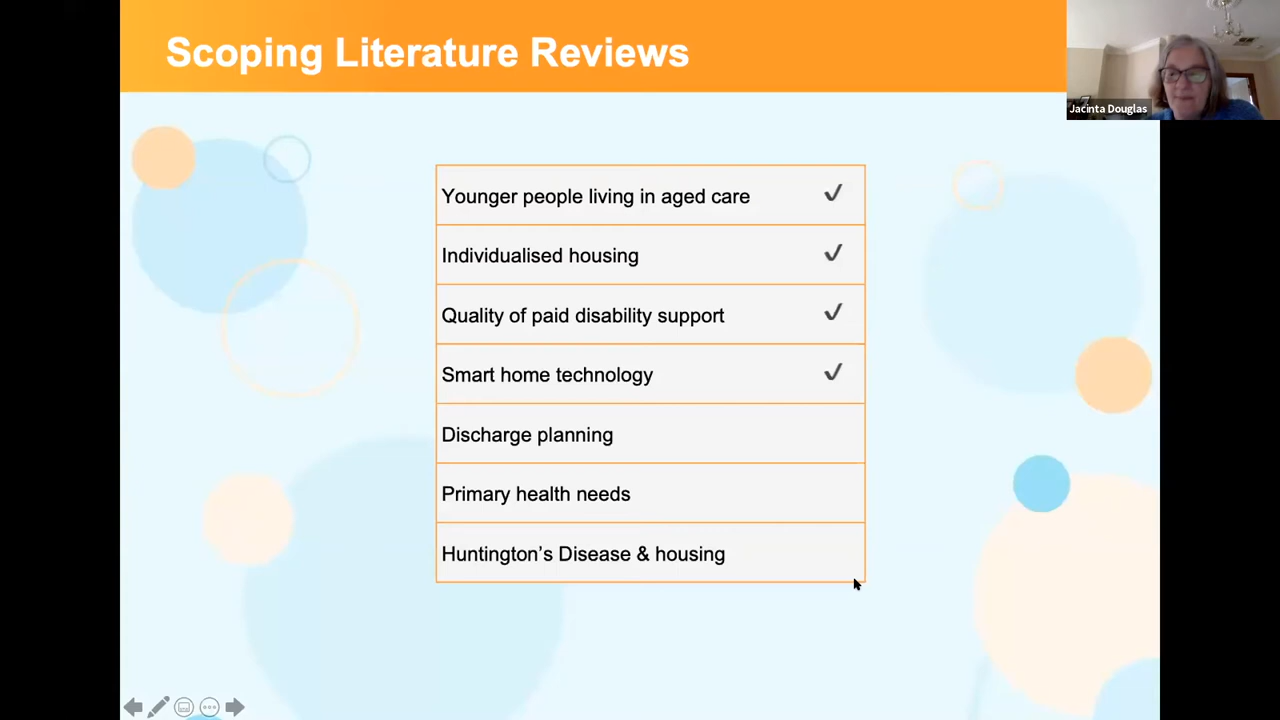 Scoping Literature Reviews
Jacinta Douglas
Younger people living in aged care ✓
Individualised housing ✓
Quality of paid disability support ✓
Smart home technology ✓
Discharge planning
Primary health needs
Huntington’s Disease & housing